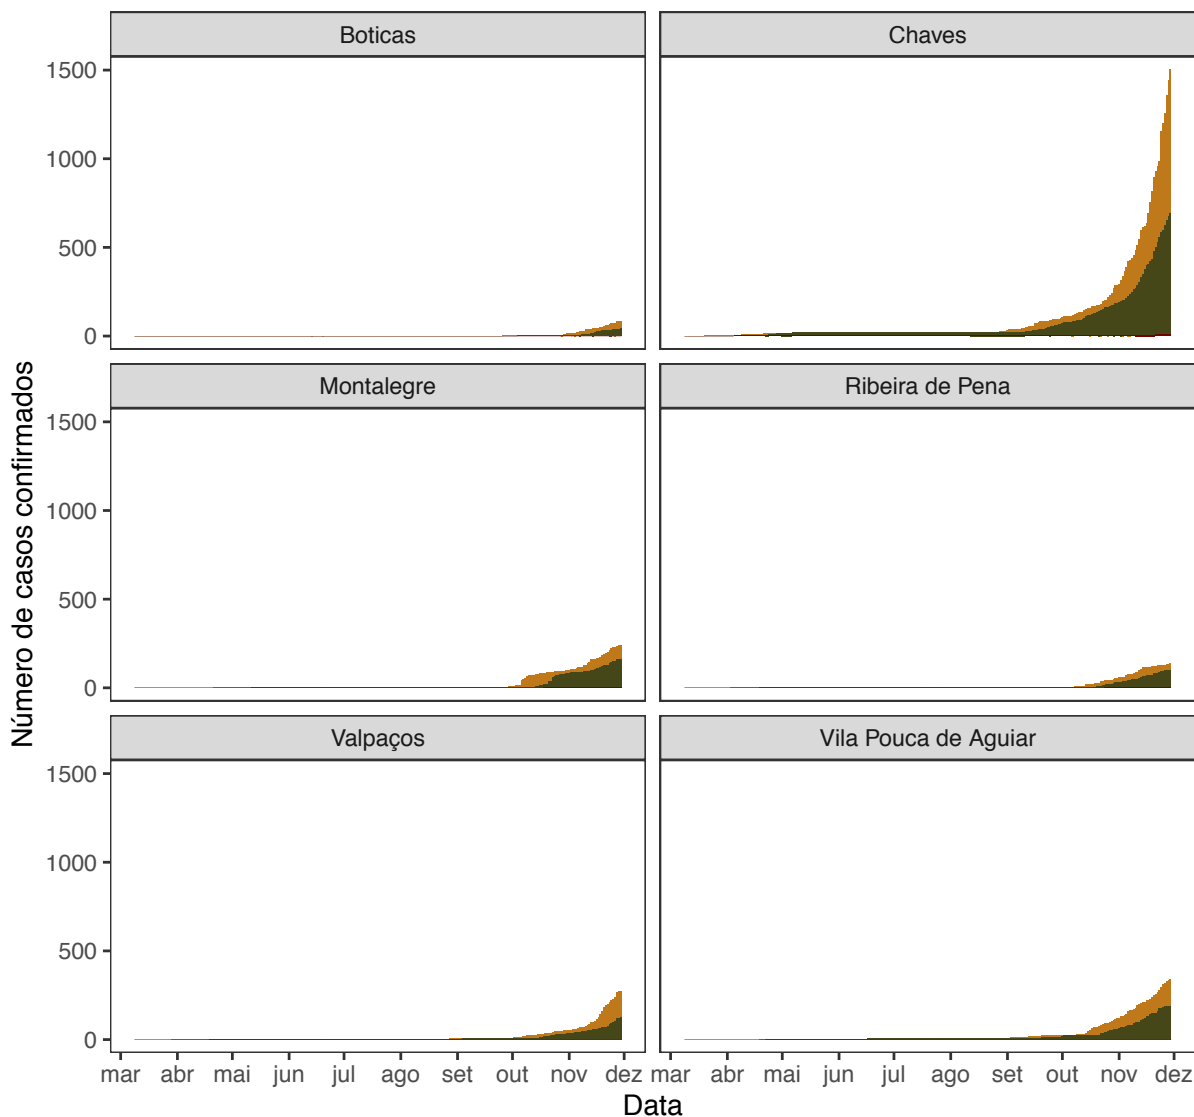 Boticas
Chaves
1500
1000
500
0
Montalegre
Ribeira de Pena
1500
1000
500
0
Valpaços
Vila Pouca de Aguiar
1500
1000
500
0
mar abr mai jun jul ago set out nov dez
mar abr mai jun jul ago set out nov dez
Data
Número de casos confirmados